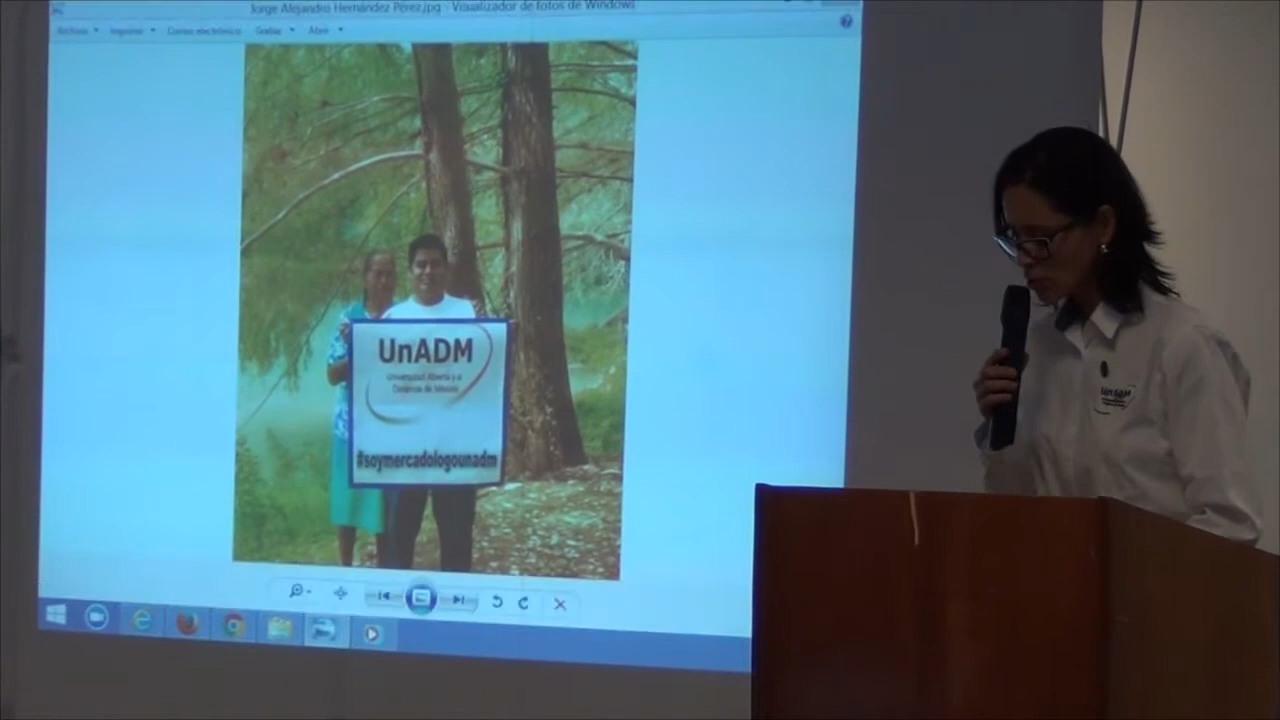 Jorge Alejandro Hernández Pérez.jpg - Visualizador de fotos de Windows
Archivo Imprimir Correo electrónico Grabar Abrir
UnADM
Universidad Abierta y a
Distancia de México
#soymercadologounadm
UnADM